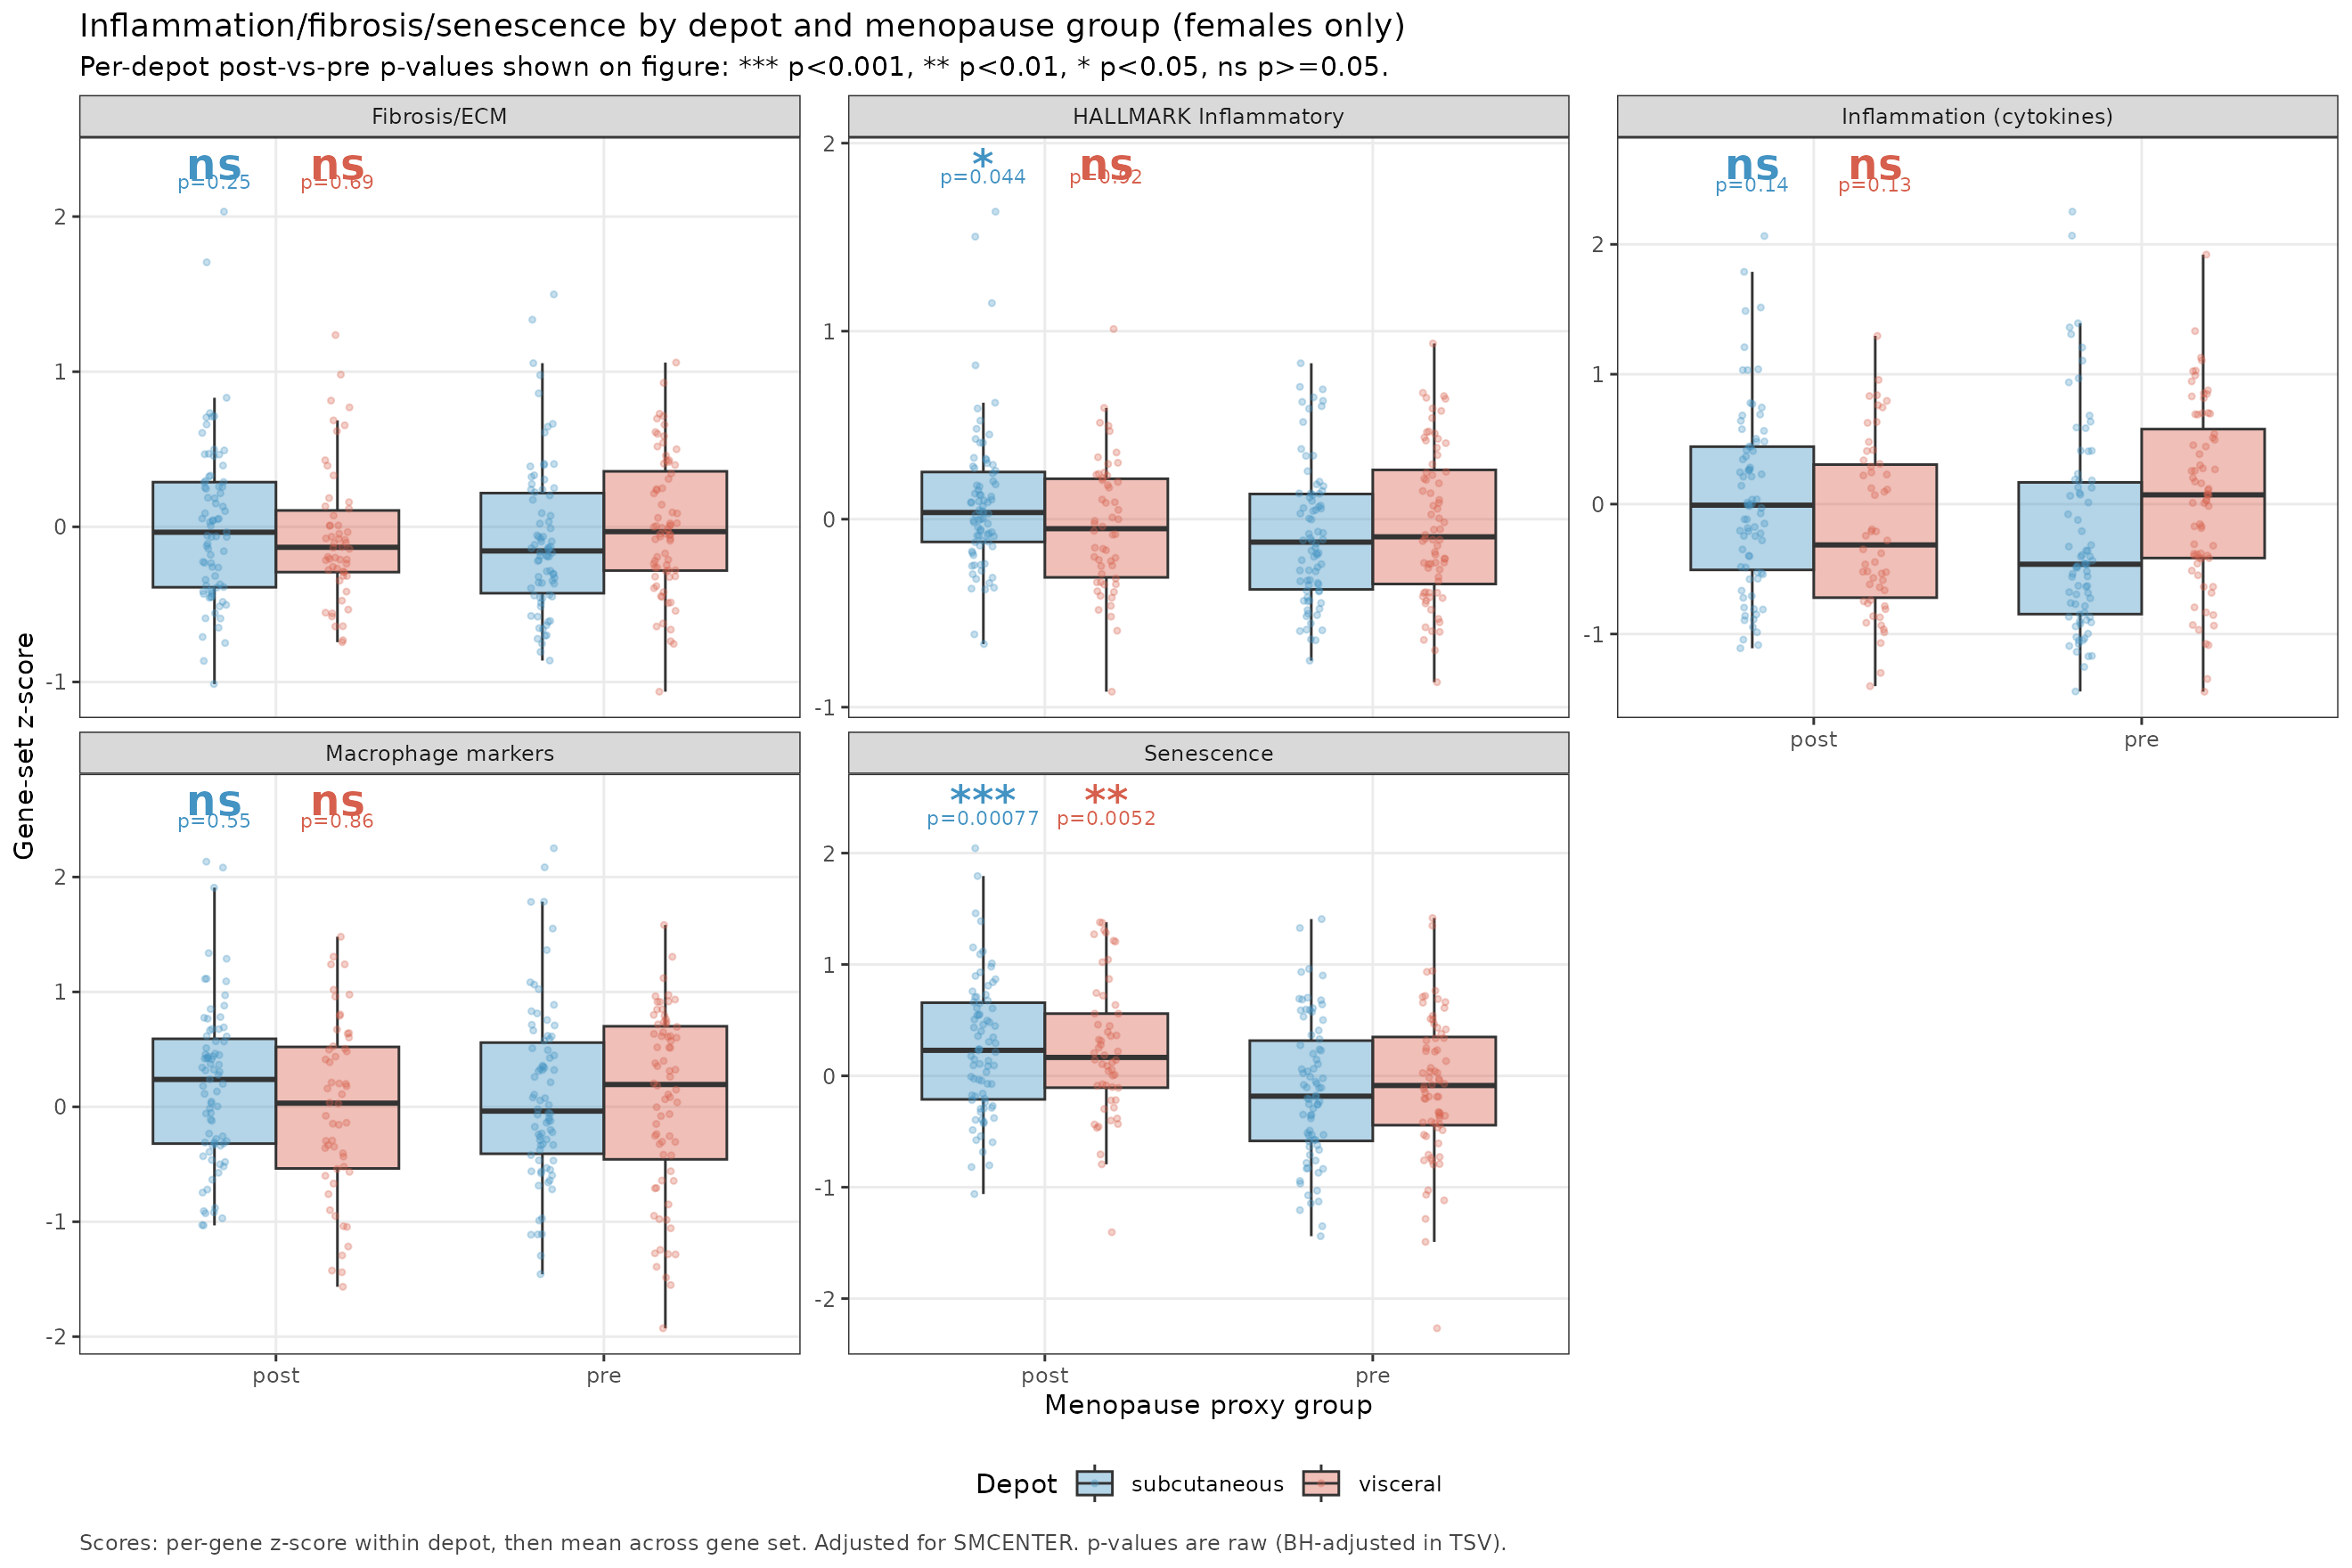 Inflammation/fibrosis/senescence by depot and menopause group (females only)
Per-depot post-vs-pre p-values shown on figure: *** p<0.001, ** p<0.01, * p<0.05, ns p>=0.05.
Fibrosis/ECM
ns
p=0.25
ns
p=0.69
2
1
0
-1
HALLMARK Inflammatory
*
p=0.044
ns
p=0.92
2
1
0
-1
Inflammation (cytokines)
ns
p=0.14
ns
p=0.13
2
1
0
-1
post
pre
Gene-set z-score
Macrophage markers
ns
p=0.55
ns
p=0.86
2
1
0
-1
-2
post
pre
Senescence
***
p=0.00077
**
p=0.0052
2
1
0
-1
-2
post
pre
Menopause proxy group
Depot
subcutaneous
visceral
Scores: per-gene z-score within depot, then mean across gene set. Adjusted for SMCENTER. p-values are raw (BH-adjusted in TSV).